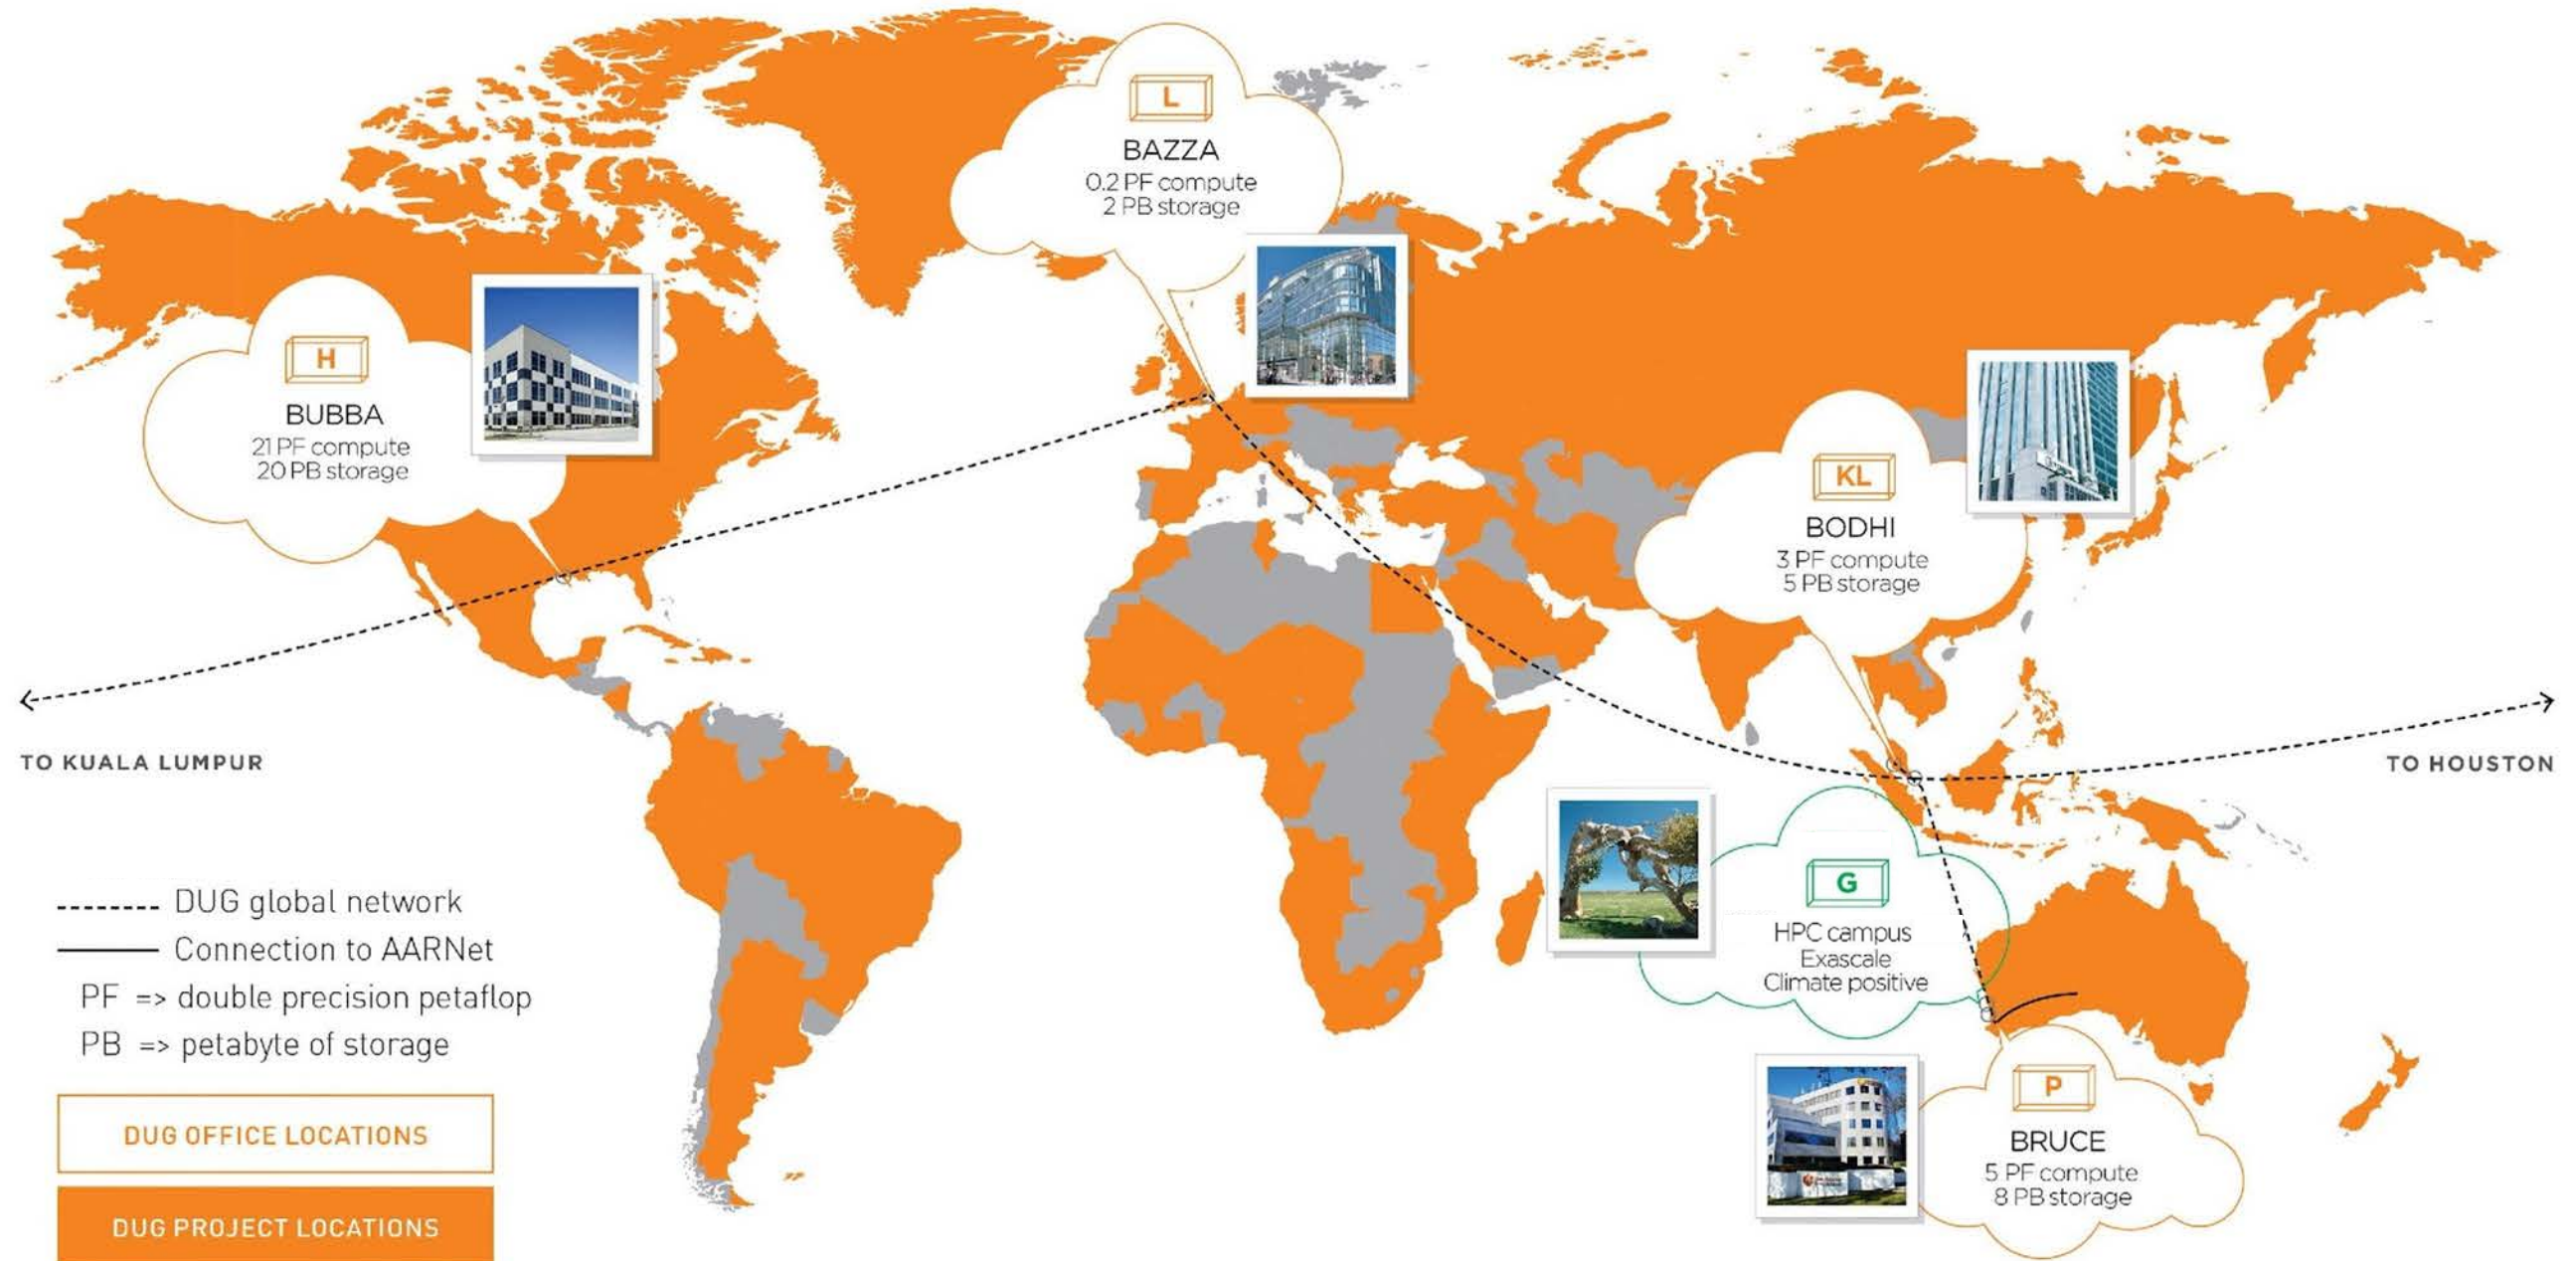 L
BAZZA
0.2 PF compute
2 PB storage
H
BUBBA
21 PF compute
20 PB storage
KL
BODHI
3 PF compute
5 PB storage
TO KUALA LUMPUR
TO HOUSTON
G
HPC campus
Exascale
Climate positive
P
BRUCE
5 PF compute
8 PB storage
DUG global network
Connection to AARNet
PF => double precision petaflop
PB => petabyte of storage
DUG OFFICE LOCATIONS
DUG PROJECT LOCATIONS